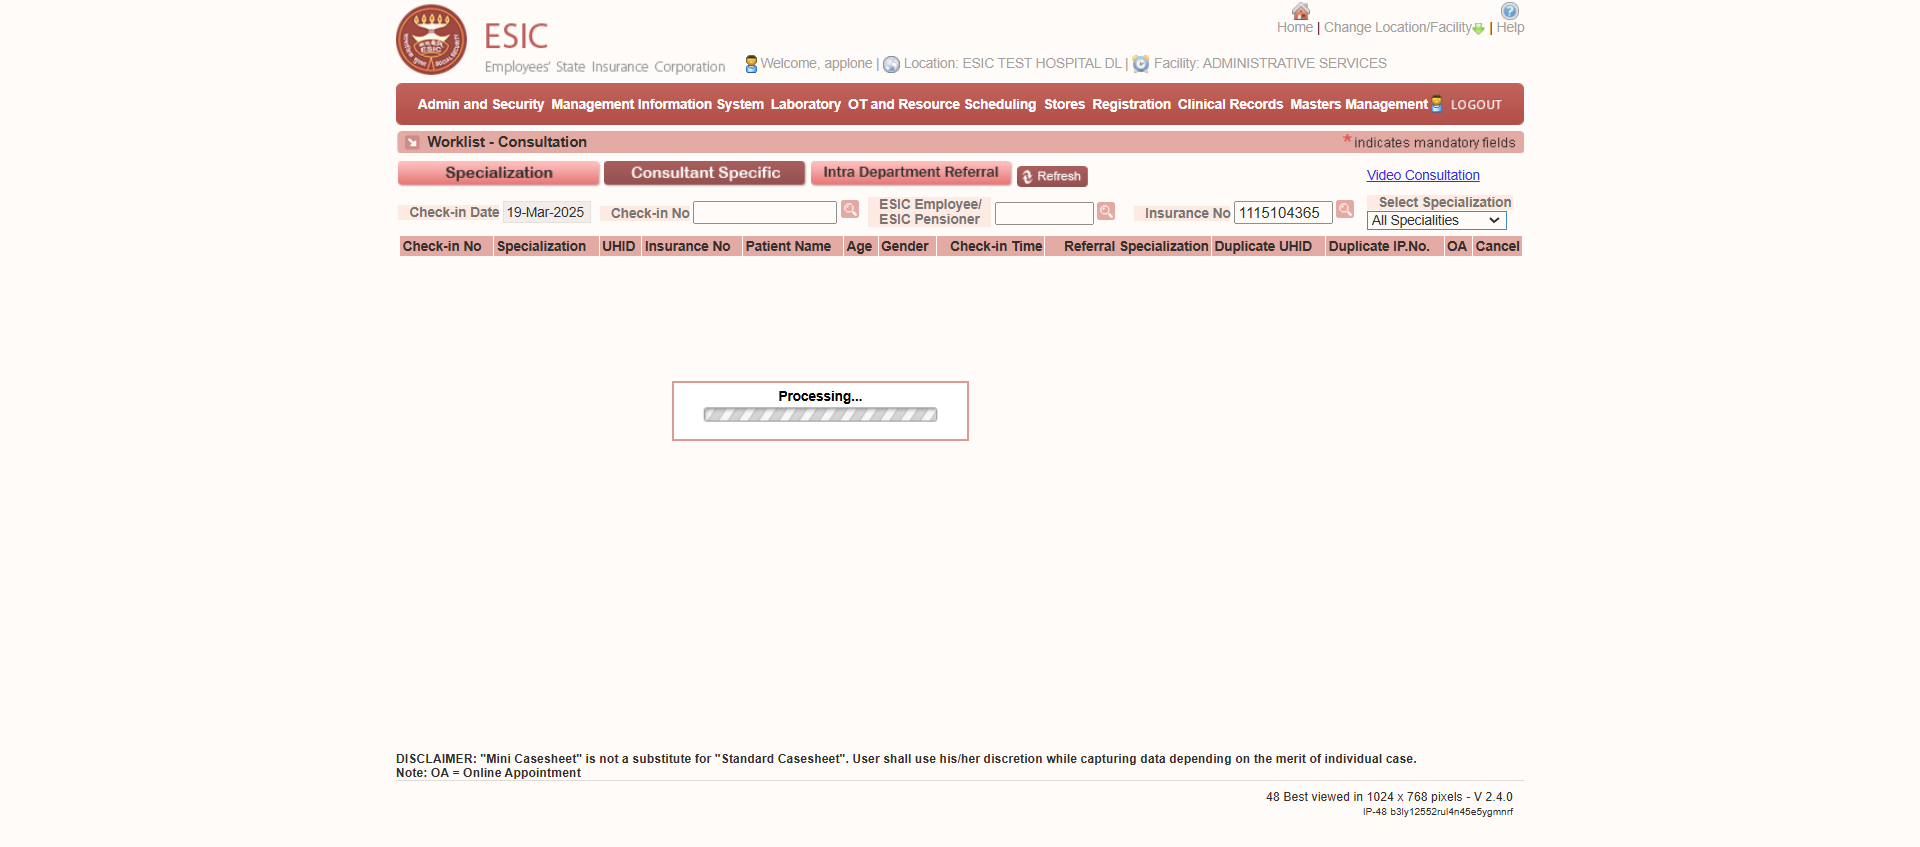 ESIC
Employees' State Insurance Corporation
Home | Change Location/Facility | Help
Welcome, applone | Location: ESIC TEST HOSPITAL DL | Facility: ADMINISTRATIVE SERVICES
Admin and Security Management Information System Laboratory OT and Resource Scheduling Stores Registration Clinical Records Masters Management LOGOUT
Worklist - Consultation * indicates mandatory fields
Specialization Consultant Specific Intra Department Referral Refresh Video Consultation
Check-in Date 19-Mar-2025 Check-in No ESIC Employee/ ESIC Pensioner Insurance No 1115104365 Select Specialization
All Specialities
Check-in No Specialization UHID Insurance No Patient Name Age Gender Check-in Time Referral Specialization Duplicate UHID Duplicate IP.No. OA Cancel
Processing...
DISCLAIMER: "Mini Casesheet" is not a substitute for "Standard Casesheet". User shall use his/her discretion while capturing data depending on the merit of individual case.
Note: OA = Online Appointment
48 Best viewed in 1024 x 768 pixels - V 2.4.0
IP-48 b3ly12552rul4n45e5ygmnrf